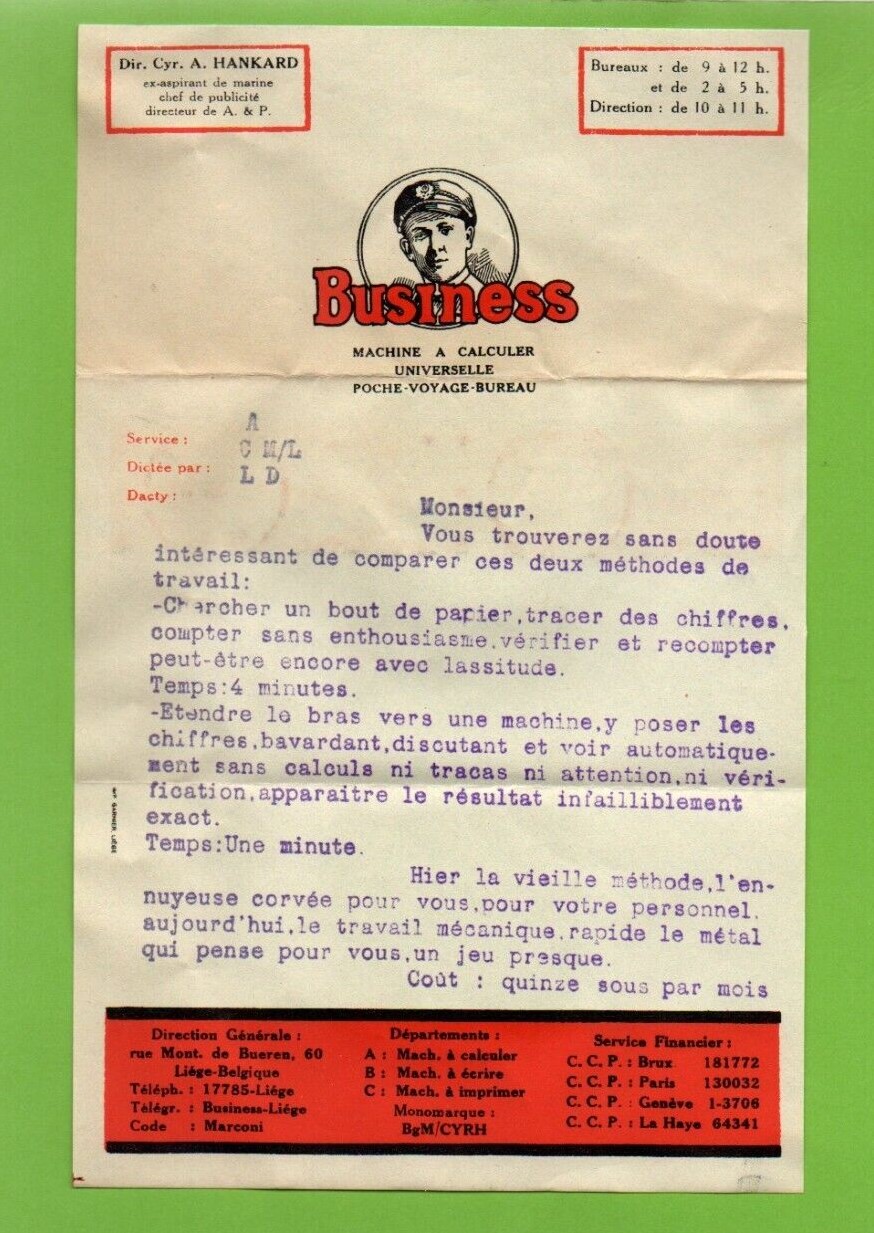 Dir. Cyr. A. HANKARD
ex-aspirant de marine
chef de publicité
directeur de A. & P.
Bureaux : de 9 à 12 h.
et de 2 à 5 h.
Direction : de 10 à 11 h.
Business
MACHINE A CALCULER
UNIVERSELLE
POCHE-VOYAGE-BUREAU
Service : A
Dictée par : C M/L
Dacty : L D
Monsieur,
Vous trouverez sans doute
intéressant de comparer ces deux méthodes de
travail:
-Chercher un bout de papier,tracer des chiffres,
compter sans enthousiasme,vérifier et recompter
peut-être encore avec lassitude.
Temps:4 minutes.
-Etendre le bras vers une machine,y poser les
chiffres,bavardant,discutant et voir automatique-
ment sans calculs ni tracas ni attention,ni véri-
fication,apparaitre le résultat infailliblement
exact.
Temps:Une minute.
Hier la vieille méthode,l'en-
nuyeuse corvée pour vous,pour votre personnel,
aujourd'hui,le travail mécanique,rapide le métal
qui pense pour vous,un jeu presque.
Coût : quinze sous par mois
IMP. GARNIER, LIÉGE
Direction Générale :
rue Mont. de Bueren, 60
Liége-Belgique
Téléph. : 17785-Liége
Télégr. : Business-Liége
Code : Marconi
Départements :
A : Mach. à calculer
B : Mach. à écrire
C : Mach. à imprimer
Monomarque :
BgM/CYRH
Service Financier :
C. C. P. : Brux 181772
C. C. P. : Paris 130032
C. C. P. : Genève 1-3706
C. C. P. : La Haye 64341